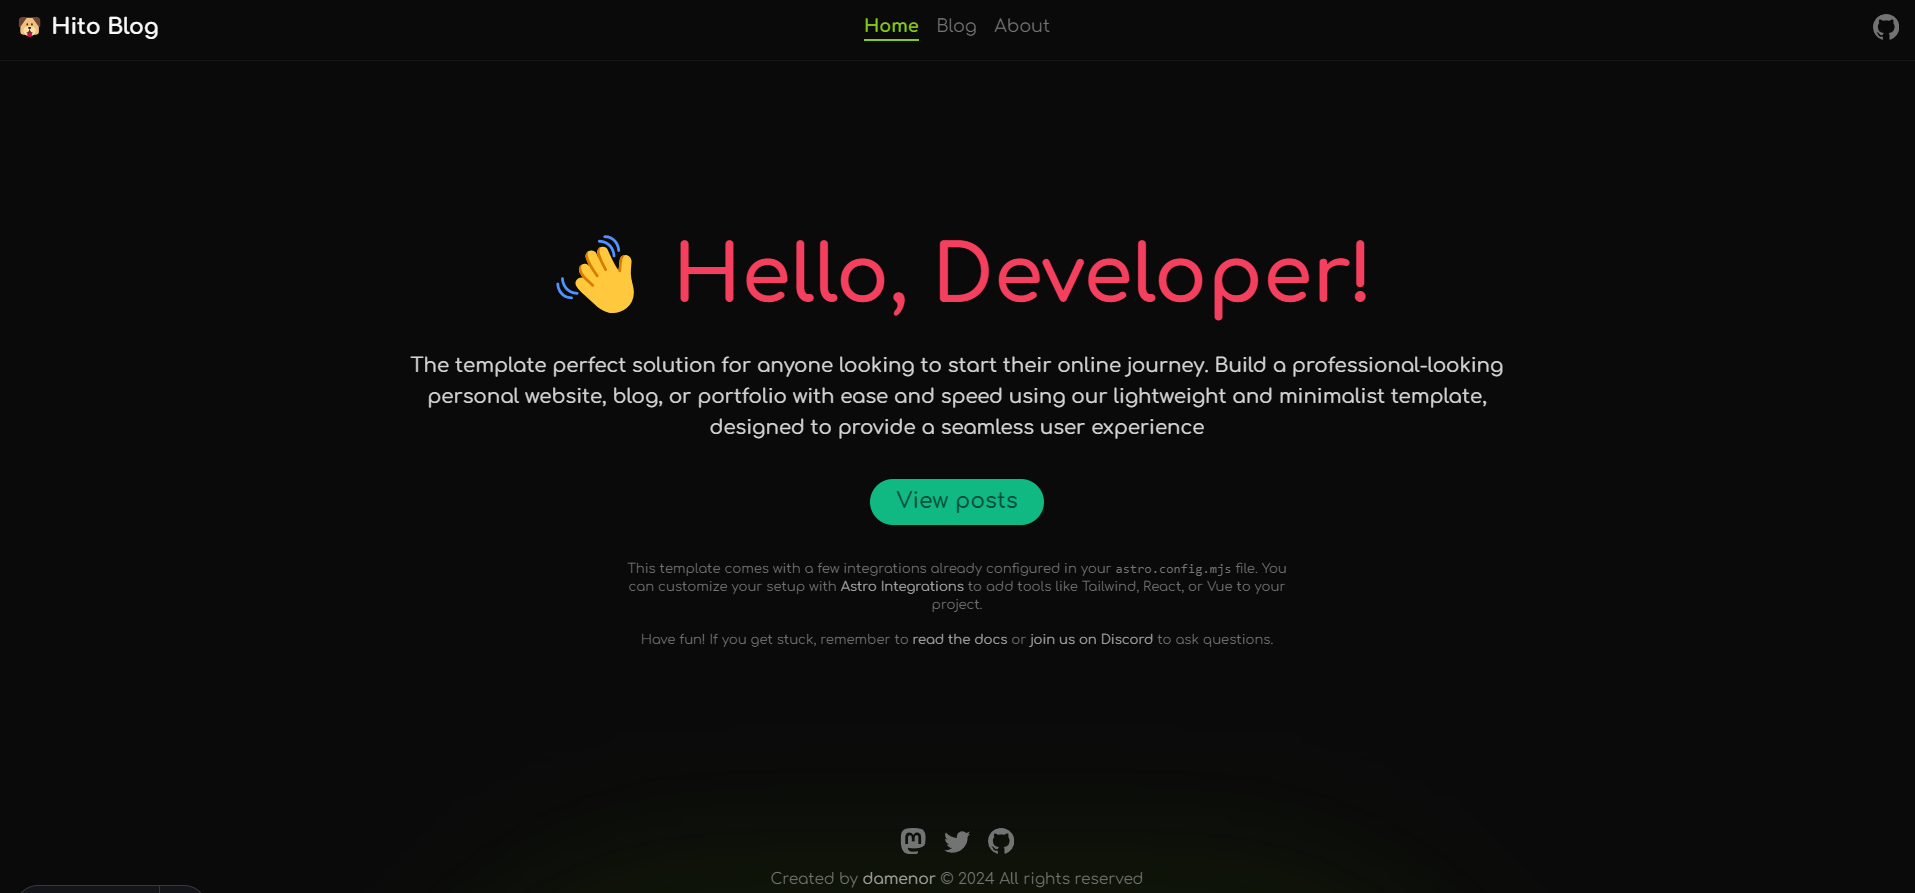 Hito Blog
Home Blog About
Hello, Developer!
The template perfect solution for anyone looking to start their online journey. Build a professional-looking
personal website, blog, or portfolio with ease and speed using our lightweight and minimalist template,
designed to provide a seamless user experience
View posts
This template comes with a few integrations already configured in your astro.config.mjs file. You
can customize your setup with Astro Integrations to add tools like Tailwind, React, or Vue to your
project.
Have fun! If you get stuck, remember to read the docs or join us on Discord to ask questions.
Created by damenor © 2024 All rights reserved